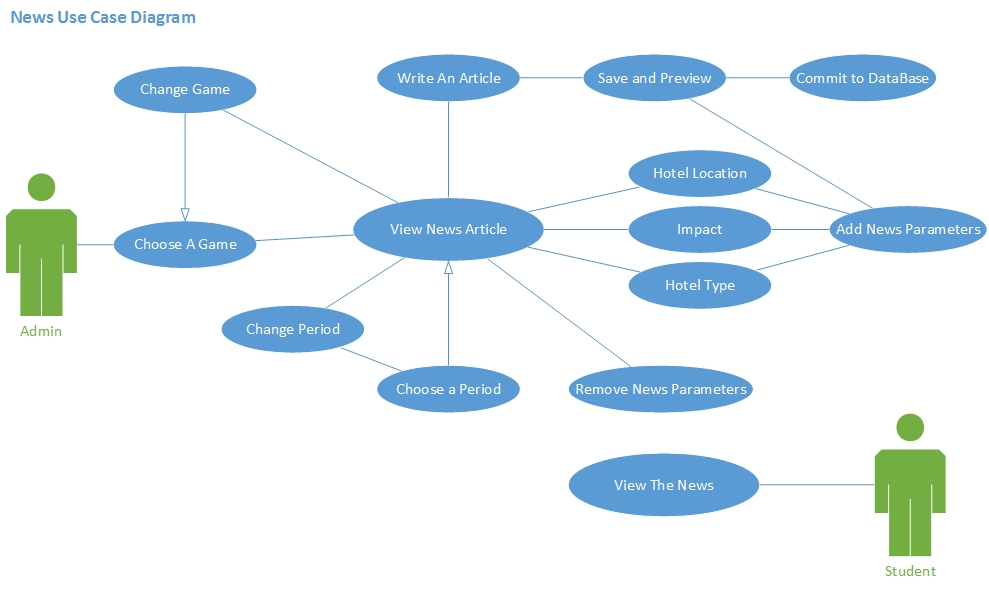 News Use Case Diagram
Write An Article
Save and Preview
Commit to DataBase
Change Game
Hotel Location
View News Article
Impact
Add News Parameters
Choose A Game
Hotel Type
Admin
Change Period
Choose a Period
Remove News Parameters
View The News
Student